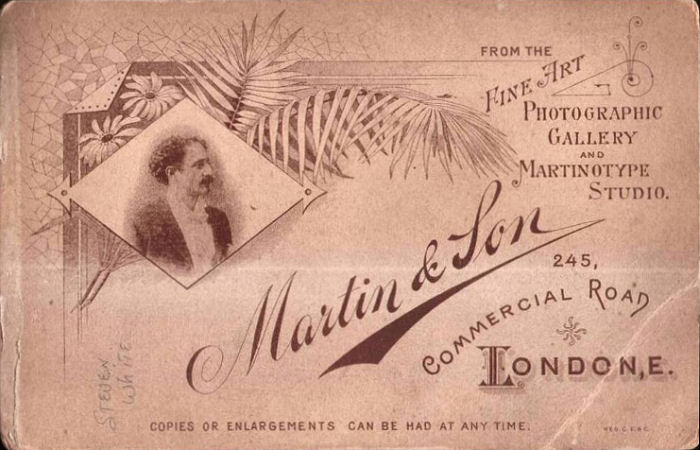 FROM THE
FINE ART
PHOTOGRAPHIC
GALLERY
AND
MARTINOTYPE
STUDIO.
Martin & Son
245,
COMMERCIAL ROAD
LONDON, E.
STEVEN
White
COPIES OR ENLARGEMENTS CAN BE HAD AT ANY TIME.